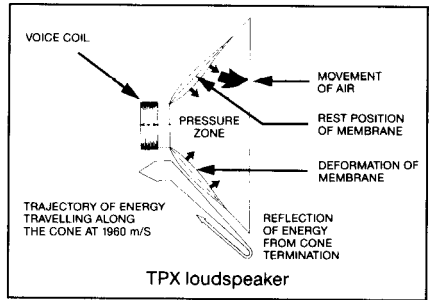 VOICE COIL
MOVEMENT
OF AIR
PRESSURE
ZONE
REST POSITION
OF MEMBRANE
DEFORMATION OF
MEMBRANE
TRAJECTORY OF ENERGY
TRAVELLING ALONG
THE CONE AT 1960 m/S
REFLECTION
OF ENERGY
FROM CONE
TERMINATION
TPX loudspeaker